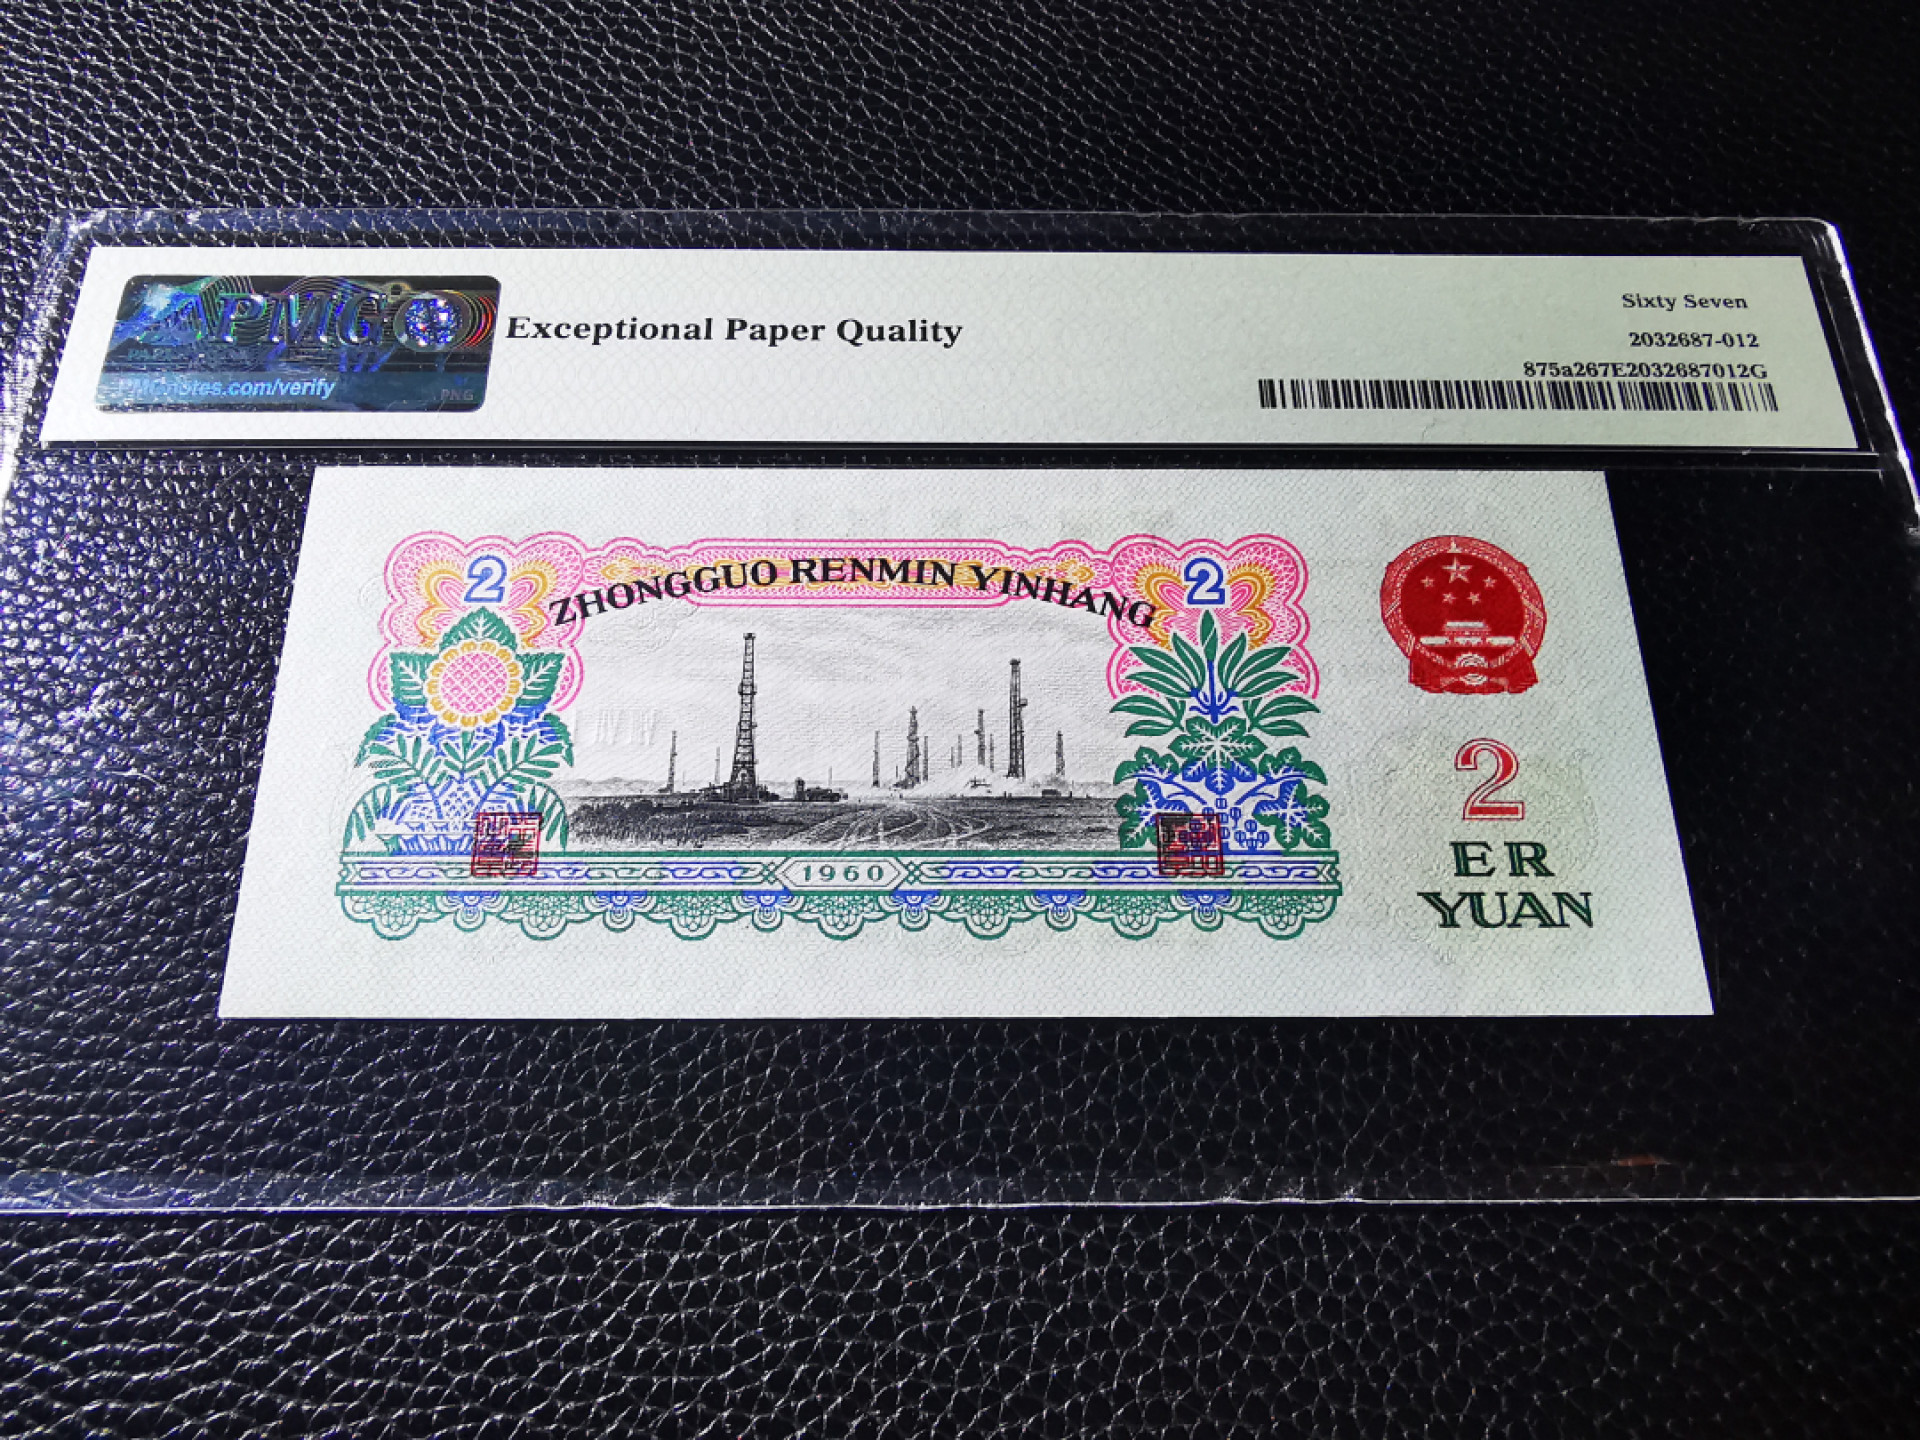 PMG
Exceptional Paper Quality
PMGnotes.com/verify
Sixty Seven
2032687-012
875a267E2032687012G
2
ZHONGGUO RENMIN YINHANG
2
1960
2
ER
YUAN